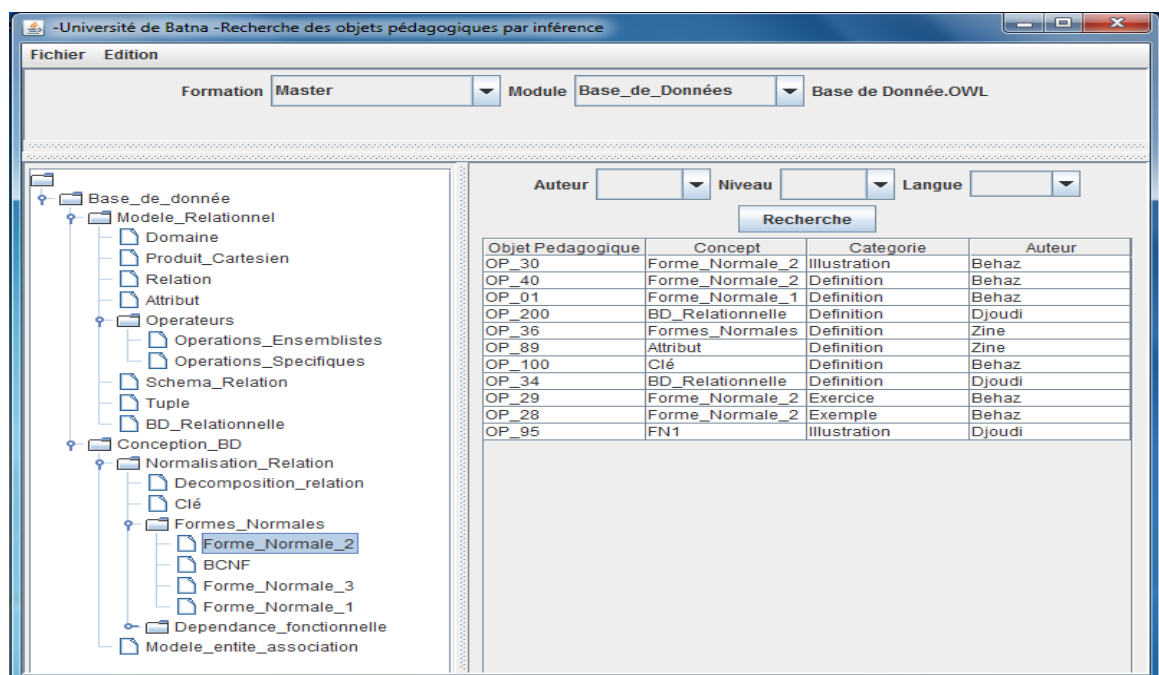 -Université de Batna -Recherche des objets pédagogiques par inférence
Fichier Edition
Formation Master Module Base_de_Données Base de Donnée.OWL
Base_de_donnée
Modele_Relationnel
Domaine
Produit_Cartesien
Relation
Attribut
Operateurs
Operations_Ensemblistes
Operations_Specifiques
Schema_Relation
Tuple
BD_Relationnelle
Conception_BD
Normalisation_Relation
Decomposition_relation
Clé
Formes_Normales
Forme_Normale_2
BCNF
Forme_Normale_3
Forme_Normale_1
Dependance_fonctionnelle
Modele_entite_association
Auteur Niveau Langue
Recherche
Objet Pedagogique Concept Categorie Auteur
OP_30 Forme_Normale_2 Illustration Behaz
OP_40 Forme_Normale_2 Definition Behaz
OP_01 Forme_Normale_1 Definition Behaz
OP_200 BD_Relationnelle Definition Djoudi
OP_36 Formes_Normales Definition Zine
OP_89 Attribut Definition Zine
OP_100 Clé Definition Behaz
OP_34 BD_Relationnelle Definition Djoudi
OP_29 Forme_Normale_2 Exercice Behaz
OP_28 Forme_Normale_2 Exemple Behaz
OP_95 FN1 Illustration Djoudi